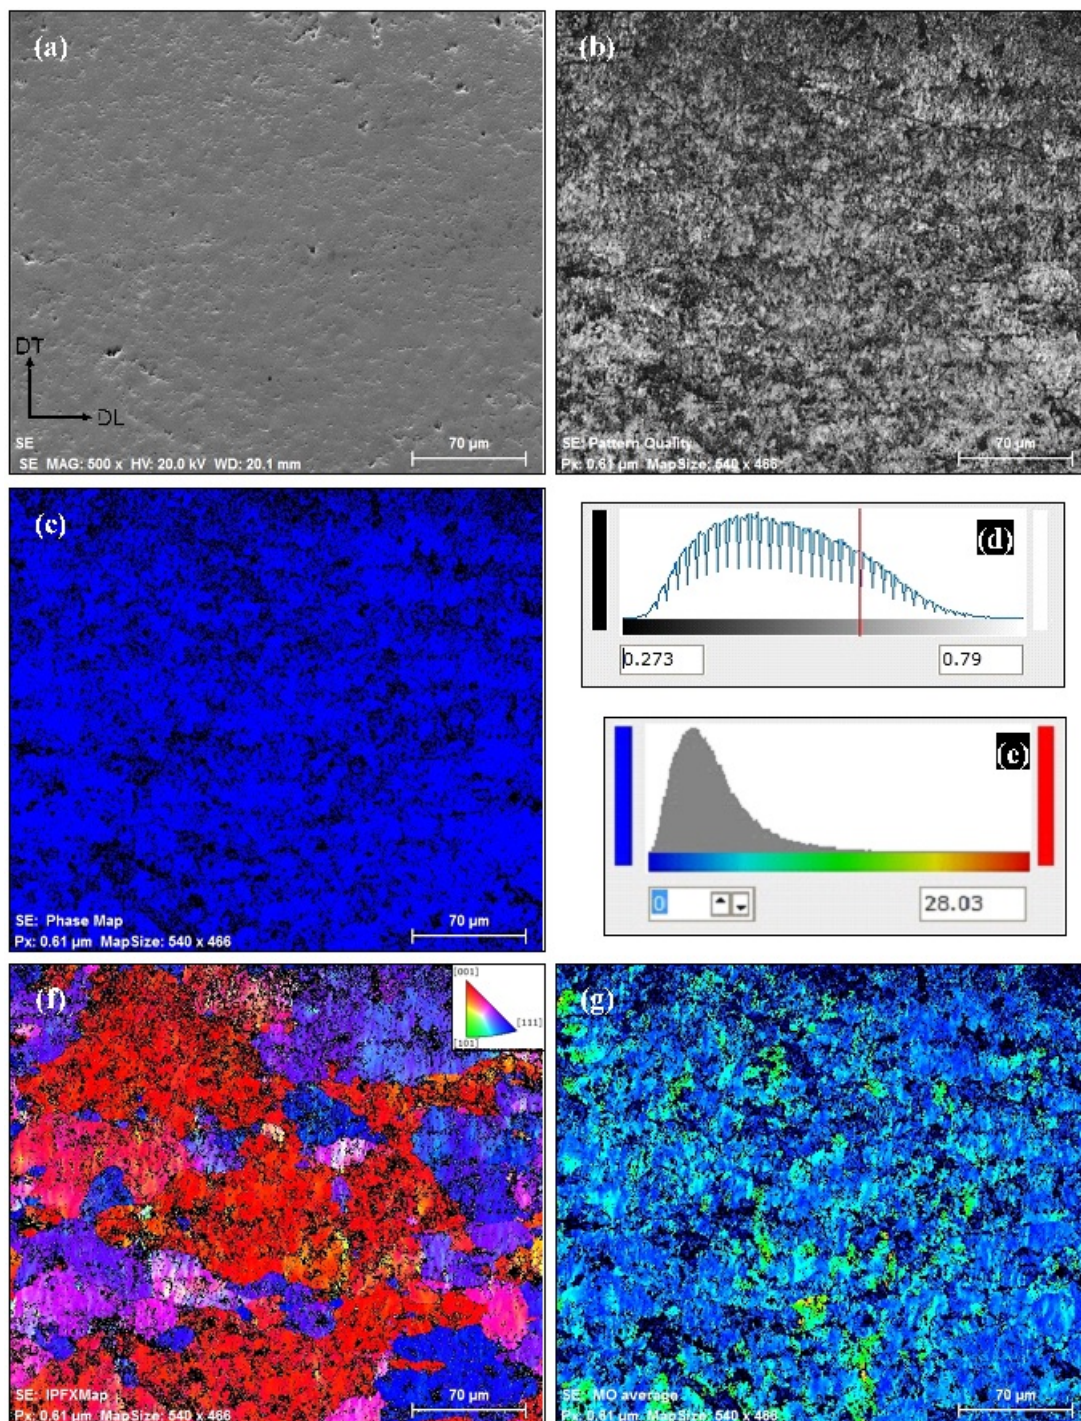 (a)
DT
DL
SE
70 µm
SE MAG: 500 x HV: 20.0 kV WD: 20.1 mm
(b)
SE: Pattern Quality
70 µm
Px: 0.61 µm MapSize: 540 x 466
(c)
SE: Phase Map
70 µm
Px: 0.61 µm MapSize: 540 x 466
(d)
0.273
0.79
(e)
0
28.03
(f)
[001]
[111]
[101]
SE: IPFXMap
70 µm
Px: 0.61 µm MapSize: 540 x 466
(g)
SE: MO average
70 µm
Px: 0.61 µm MapSize: 540 x 466